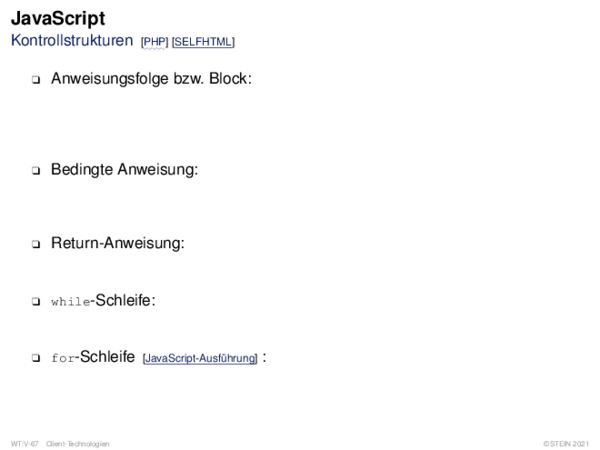 JavaScript
Kontrollstrukturen [PHP] [SELFHTML]
❑ Anweisungsfolge bzw. Block:
❑ Bedingte Anweisung:
❑ Return-Anweisung:
❑ while-Schleife:
❑ for-Schleife [JavaScript-Ausführung] :
WT:V-67 Client-Technologien ©STEIN 2021